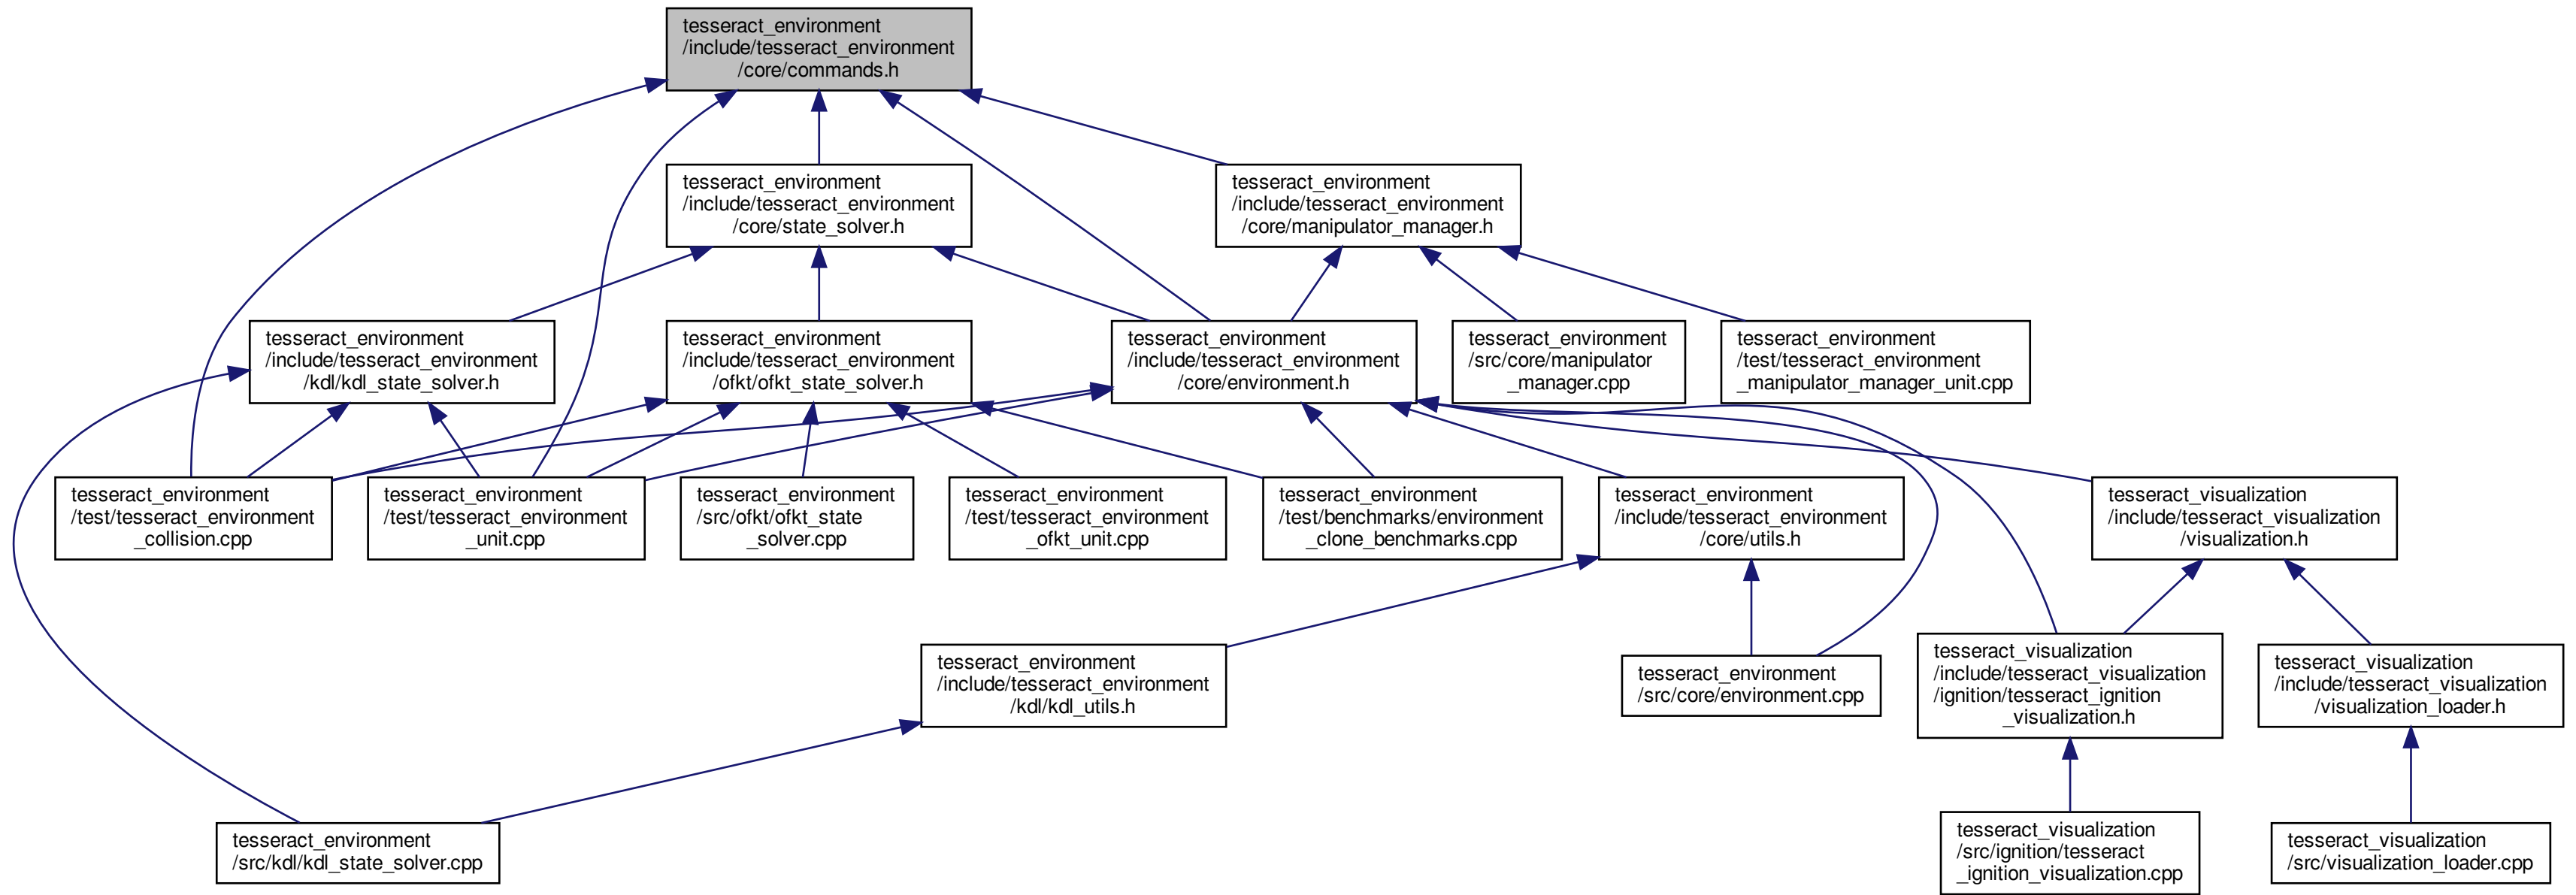 tesseract_environment
/include/tesseract_environment
/core/commands.h
tesseract_environment
/include/tesseract_environment
/core/state_solver.h
tesseract_environment
/include/tesseract_environment
/core/manipulator_manager.h
tesseract_environment
/include/tesseract_environment
/kdl/kdl_state_solver.h
tesseract_environment
/include/tesseract_environment
/ofkt/ofkt_state_solver.h
tesseract_environment
/include/tesseract_environment
/core/environment.h
tesseract_environment
/src/core/manipulator
_manager.cpp
tesseract_environment
/test/tesseract_environment
_manipulator_manager_unit.cpp
tesseract_environment
/test/tesseract_environment
_collision.cpp
tesseract_environment
/test/tesseract_environment
_unit.cpp
tesseract_environment
/src/ofkt/ofkt_state
_solver.cpp
tesseract_environment
/test/tesseract_environment
_ofkt_unit.cpp
tesseract_environment
/test/benchmarks/environment
_clone_benchmarks.cpp
tesseract_environment
/include/tesseract_environment
/core/utils.h
tesseract_visualization
/include/tesseract_visualization
/visualization.h
tesseract_environment
/include/tesseract_environment
/kdl/kdl_utils.h
tesseract_environment
/src/core/environment.cpp
tesseract_visualization
/include/tesseract_visualization
/ignition/tesseract_ignition
_visualization.h
tesseract_visualization
/include/tesseract_visualization
/visualization_loader.h
tesseract_environment
/src/kdl/kdl_state_solver.cpp
tesseract_visualization
/src/ignition/tesseract
_ignition_visualization.cpp
tesseract_visualization
/src/visualization_loader.cpp